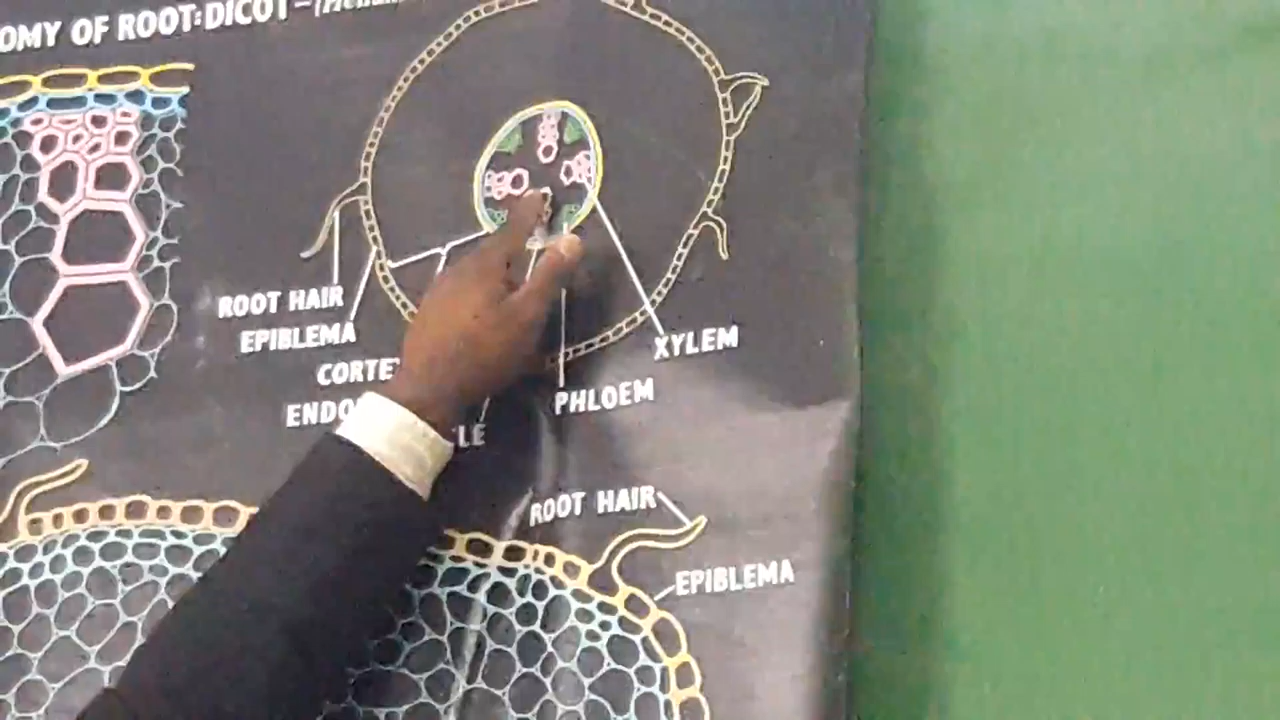 OMY OF ROOT:DICOT-
ROOT HAIR
EPIBLEMA
XYLEM
PHLOEM
ROOT HAIR
EPIBLEMA